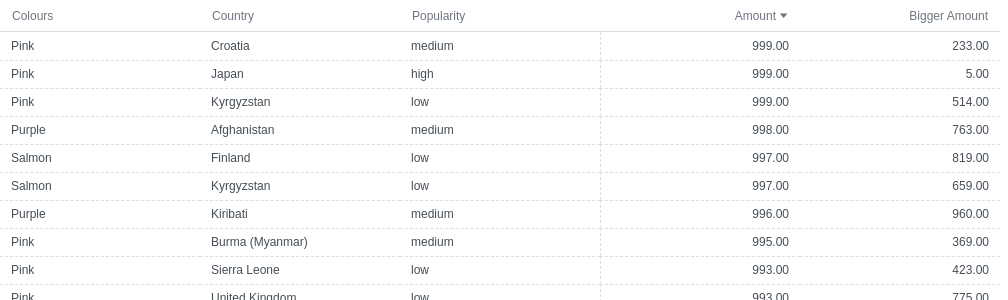 Colours Country Popularity Amount Bigger Amount
Pink Croatia medium 999.00 233.00
Pink Japan high 999.00 5.00
Pink Kyrgyzstan low 999.00 514.00
Purple Afghanistan medium 998.00 763.00
Salmon Finland low 997.00 819.00
Salmon Kyrgyzstan low 997.00 659.00
Purple Kiribati medium 996.00 960.00
Pink Burma (Myanmar) medium 995.00 369.00
Pink Sierra Leone low 993.00 423.00
Pink United Kingdom low 993.00 775.00